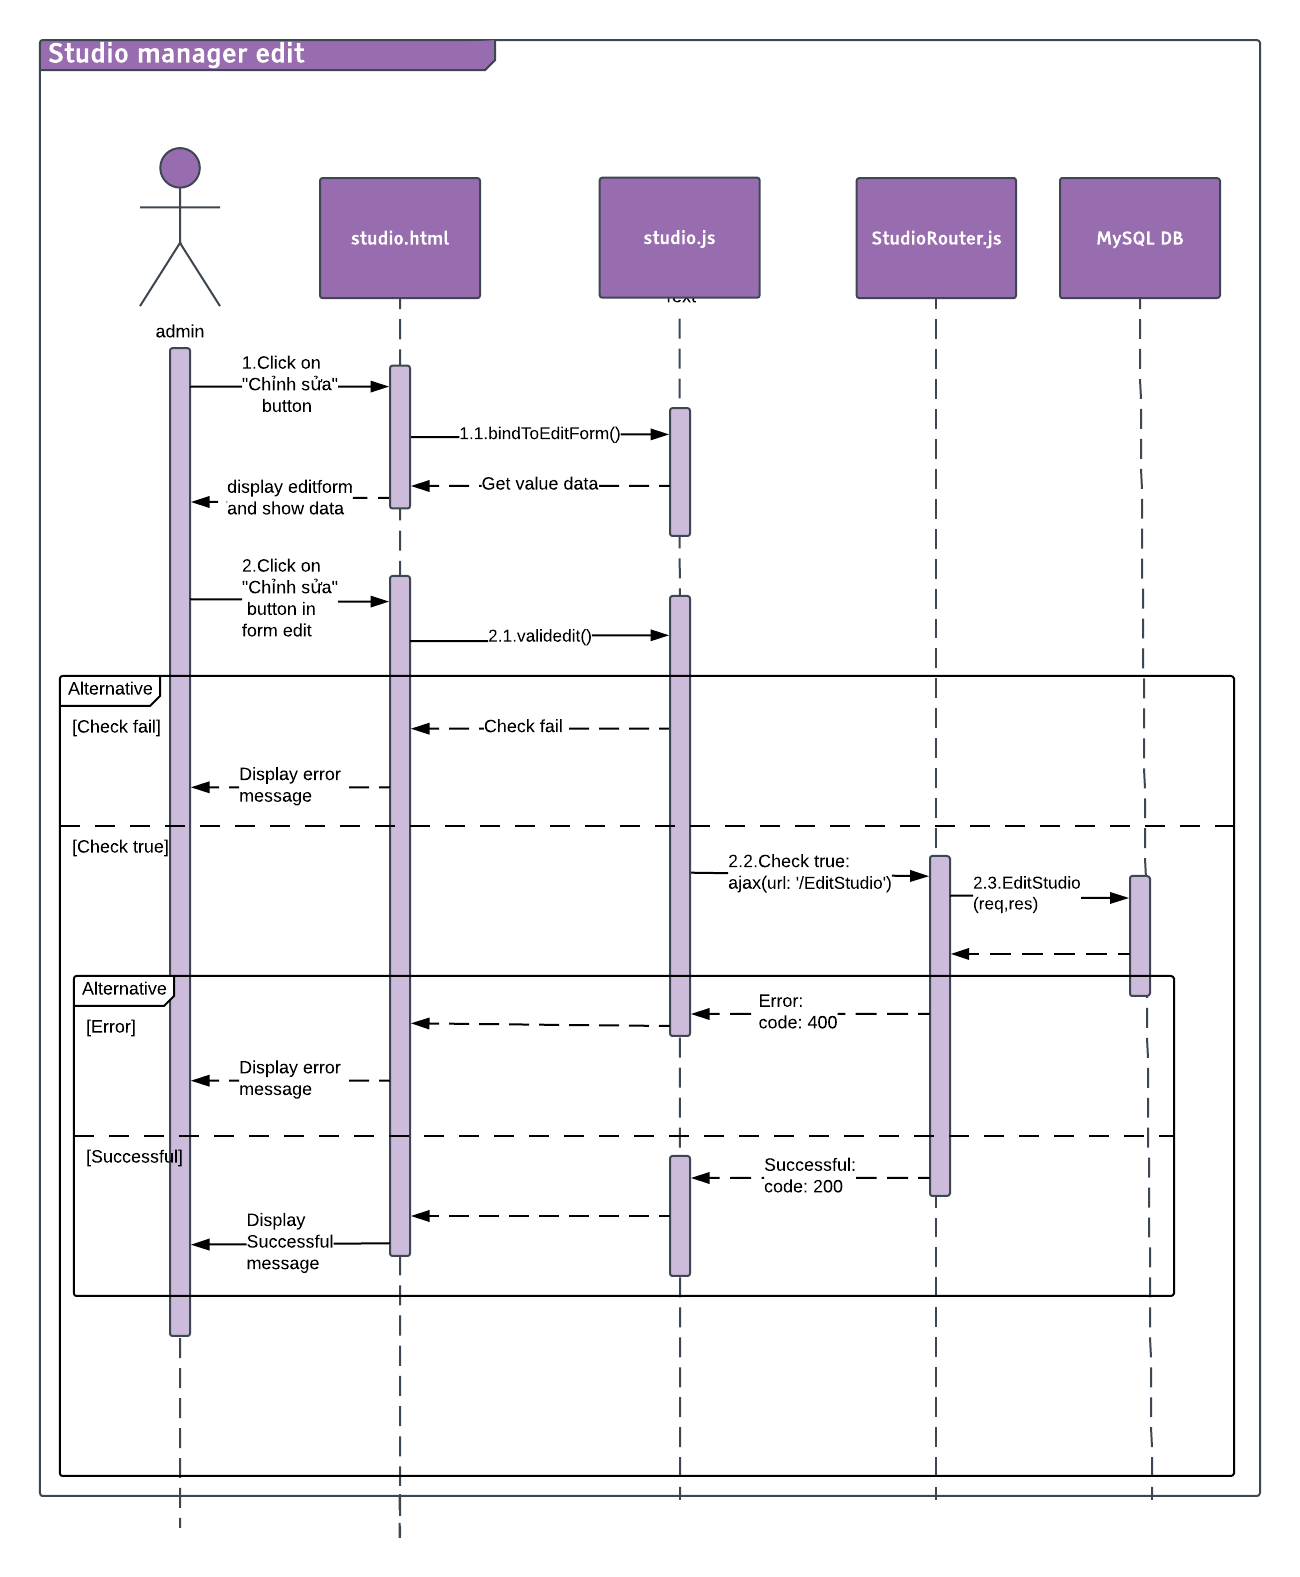 Studio manager edit
studio.html
studio.js
StudioRouter.js
MySQL DB
admin
1.Click on
"Chỉnh sửa"
button
1.1.bindToEditForm()
Get value data
display editform
and show data
2.Click on
"Chỉnh sửa"
button in
form edit
2.1.validedit()
Alternative
[Check fail]
Check fail
Display error
message
[Check true]
2.2.Check true:
ajax(url: '/EditStudio')
2.3.EditStudio
(req,res)
Alternative
[Error]
Error:
code: 400
Display error
message
[Successful]
Successful:
code: 200
Display
Successful
message